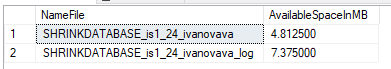 NameFile AvailableSpaceInMB
1 SHRINKDATABASE_is1_24_ivanovava 4.812500
2 SHRINKDATABASE_is1_24_ivanovava_log 7.375000